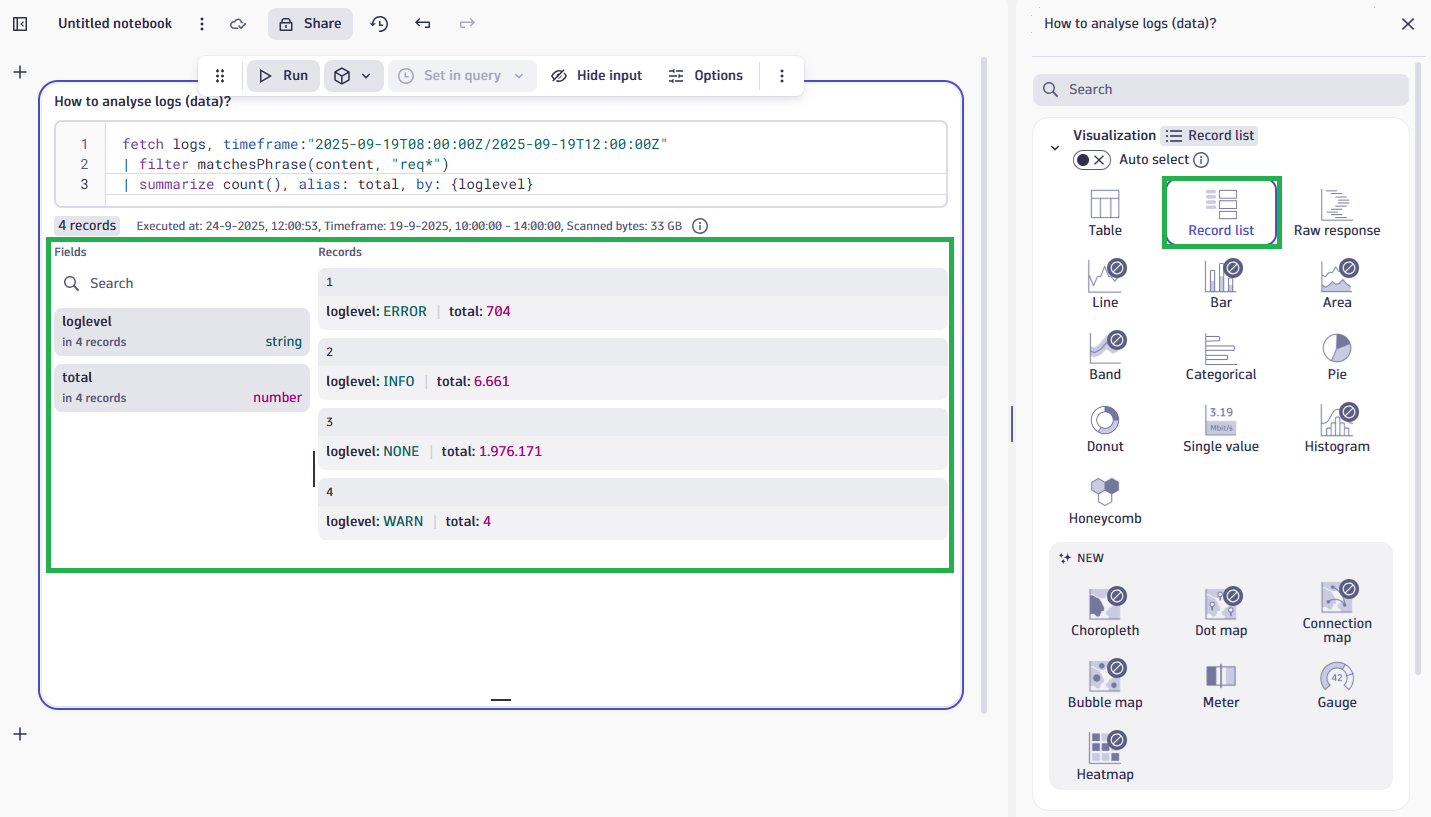 Untitled notebook
Share
Run
Set in query
Hide input
Options
How to analyse logs (data)?
1 fetch logs, timeframe:"2025-09-19T08:00:00Z/2025-09-19T12:00:00Z"
2 | filter matchesPhrase(content, "req*")
3 | summarize count(), alias: total, by: {loglevel}
4 records Executed at: 24-9-2025, 12:00:53, Timeframe: 19-9-2025, 10:00:00 - 14:00:00, Scanned bytes: 33 GB
Fields
Search
loglevel
in 4 records string
total
in 4 records number
Records
1
loglevel: ERROR | total: 704
2
loglevel: INFO | total: 6.661
3
loglevel: NONE | total: 1.976.171
4
loglevel: WARN | total: 4
How to analyse logs (data)?
Search
Visualization Record list
Auto select
Table Record list Raw response
Line Bar Area
Band Categorical Pie
3.19
Mbit/s
Donut Single value Histogram
Honeycomb
NEW
Choropleth Dot map Connection
map
42
Bubble map Meter Gauge
Heatmap